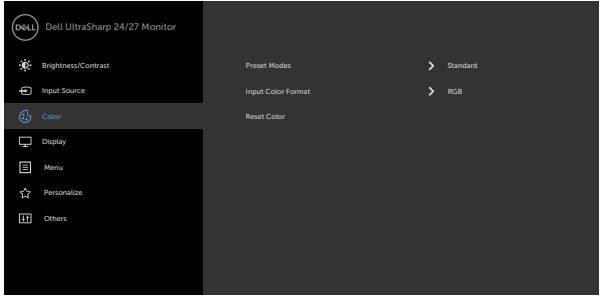 DELL Dell UltraSharp 24/27 Monitor
Brightness/Contrast Preset Modes Standard
Input Source Input Color Format RGB
Color Reset Color
Display
Menu
Personalize
Others